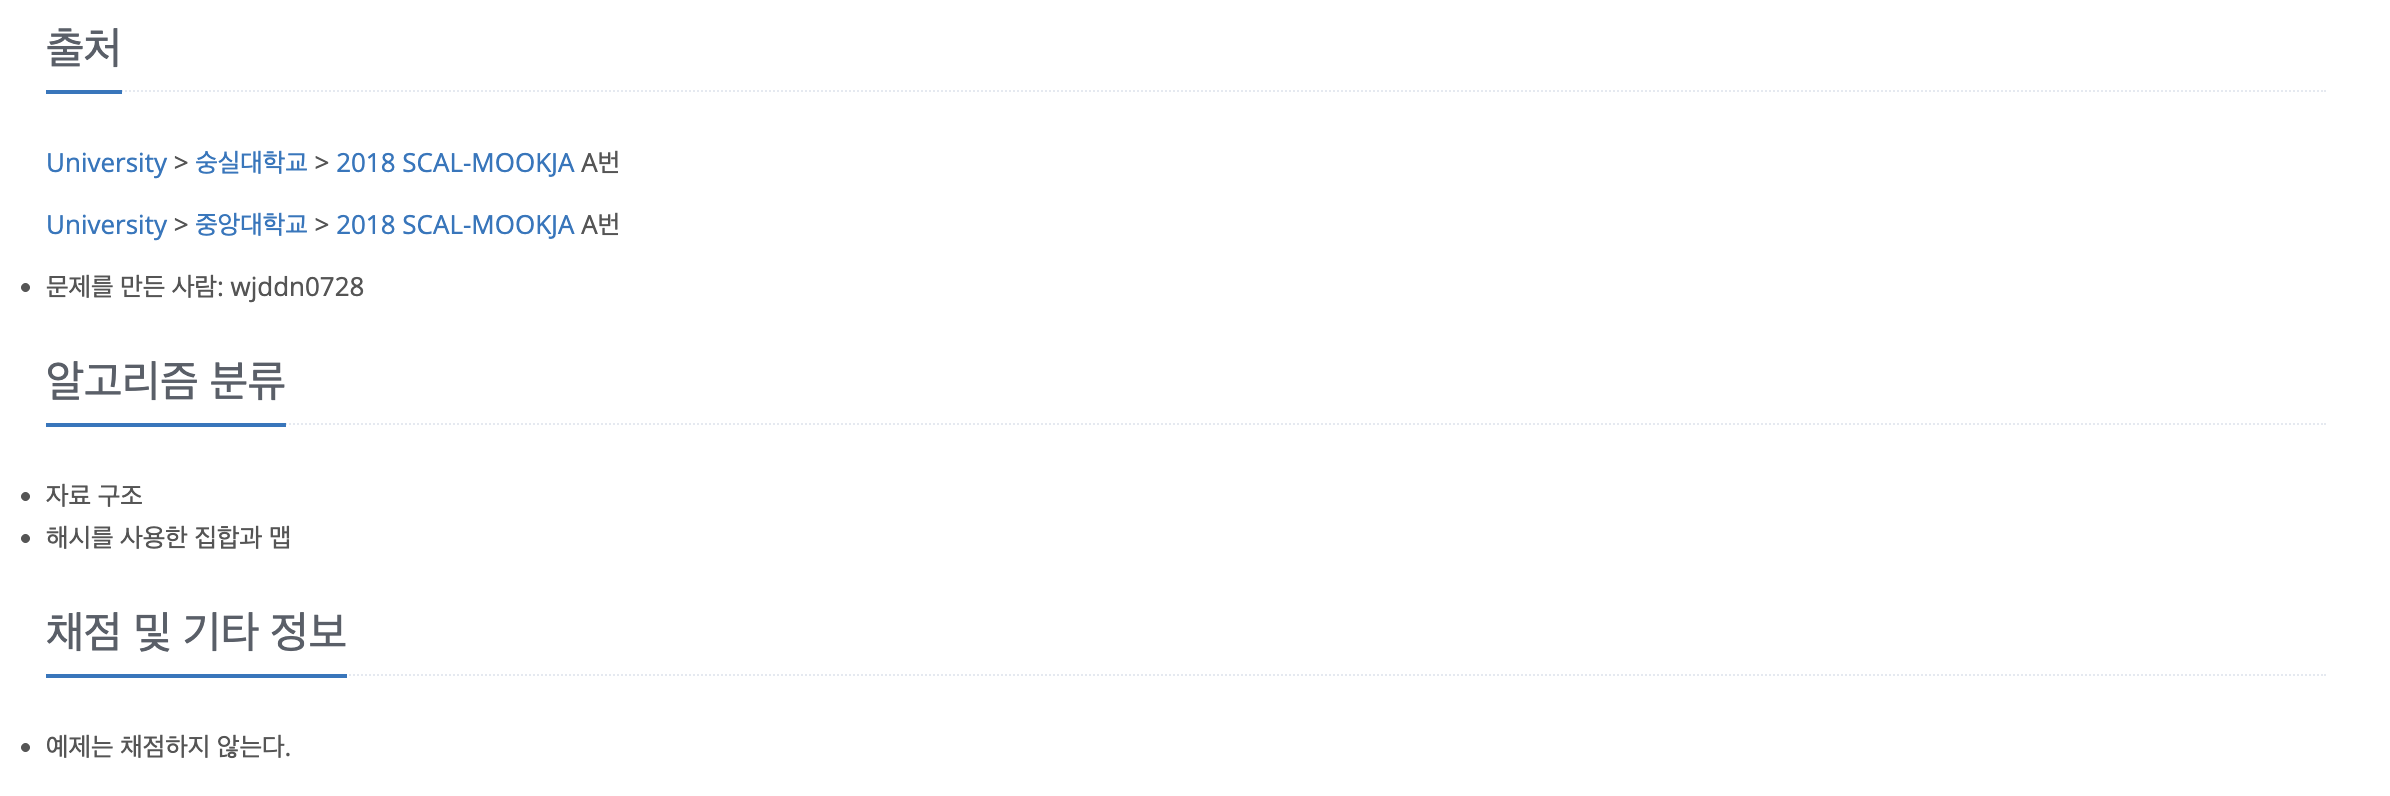 출처
University > 숭실대학교 > 2018 SCAL-MOOKJA A번
University > 중앙대학교 > 2018 SCAL-MOOKJA A번
• 문제를 만든 사람: wjddn0728
알고리즘 분류
• 자료 구조
• 해시를 사용한 집합과 맵
채점 및 기타 정보
• 예제는 채점하지 않는다.